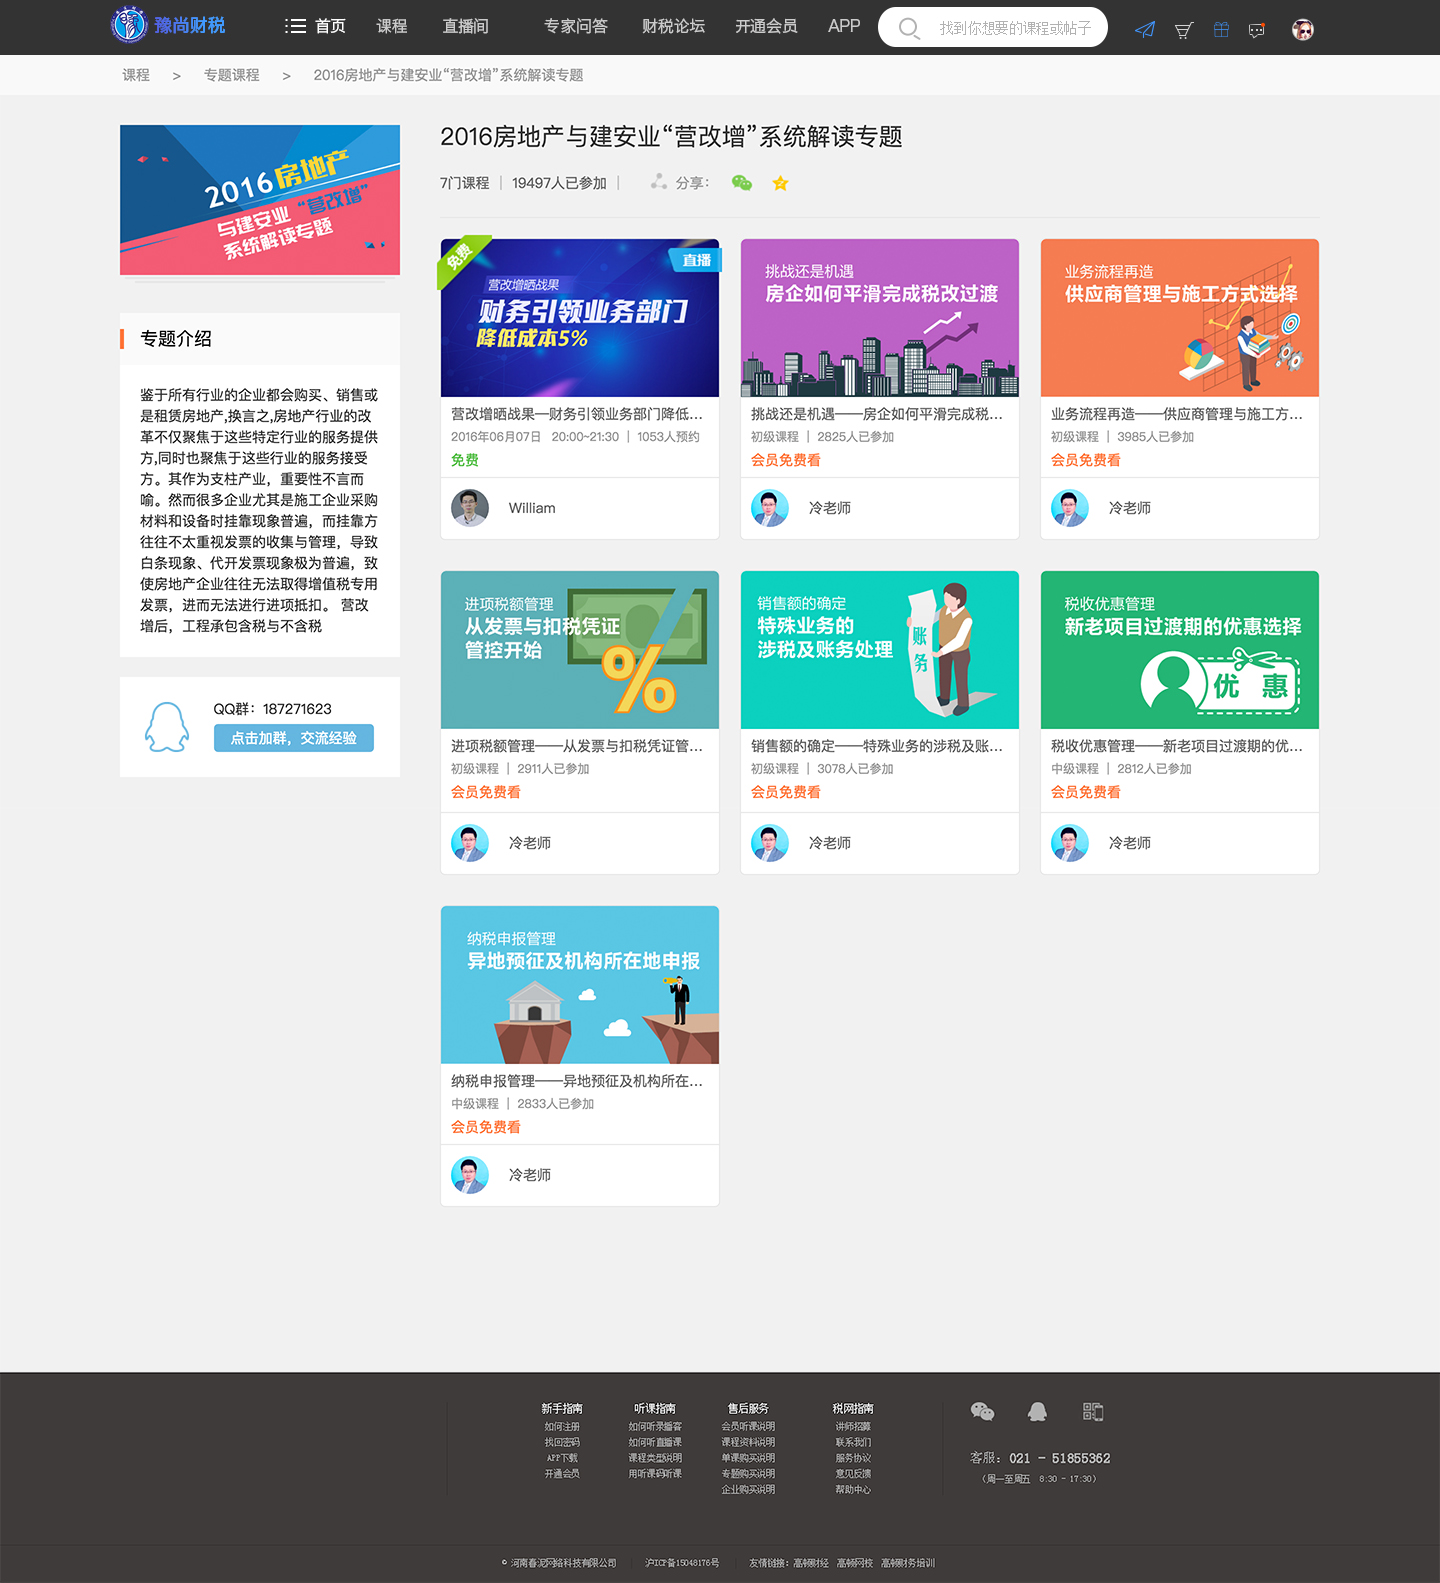 豫尚财税
首页 课程 直播间 专家问答 财税论坛 开通会员 APP
找到你想要的课程或帖子
课程 > 专题课程 > 2016房地产与建安业“营改增”系统解读专题
2016房地产
与建安业“营改增”
系统解读专题
专题介绍
鉴于所有行业的企业都会购买、销售或
是租赁房地产,换言之,房地产行业的改
革不仅聚焦于这些特定行业的服务提供
方,同时也聚焦于这些行业的服务接受
方。其作为支柱产业，重要性不言而
喻。然而很多企业尤其是施工企业采购
材料和设备时挂靠现象普遍，而挂靠方
往往不太重视发票的收集与管理，导致
白条现象、代开发票现象极为普遍，致
使房地产企业往往无法取得增值税专用
发票，进而无法进行进项抵扣。 营改
增后，工程承包含税与不含税
QQ群：187271623
点击加群，交流经验
2016房地产与建安业“营改增”系统解读专题
7门课程 | 19497人已参加 | 分享：
免费
直播
营改增晒战果
财务引领业务部门
降低成本5%
营改增晒战果—财务引领业务部门降低...
2016年06月07日 20:00~21:30 | 1053人预约
免费
William
挑战还是机遇
房企如何平滑完成税改过渡
挑战还是机遇——房企如何平滑完成税...
初级课程 | 2825人已参加
会员免费看
冷老师
业务流程再造
供应商管理与施工方式选择
业务流程再造——供应商管理与施工方...
初级课程 | 3985人已参加
会员免费看
冷老师
进项税额管理
从发票与扣税凭证
管控开始
%
进项税额管理——从发票与扣税凭证管...
初级课程 | 2911人已参加
会员免费看
冷老师
销售额的确定
特殊业务的
涉税及账务处理
账务
销售额的确定——特殊业务的涉税及账...
初级课程 | 3078人已参加
会员免费看
冷老师
税收优惠管理
新老项目过渡期的优惠选择
优 惠
税收优惠管理——新老项目过渡期的优...
中级课程 | 2812人已参加
会员免费看
冷老师
纳税申报管理
异地预征及机构所在地申报
纳税申报管理——异地预征及机构所在...
中级课程 | 2833人已参加
会员免费看
冷老师
新手指南 听课指南 售后服务 税网指南
如何注册 如何听录播客 会员听课说明 讲师招募
找回密码 如何听直播课 课程资料说明 联系我们
APP下载 课程类型说明 单课购买说明 服务协议
开通会员 用听课码听课 专题购买说明 意见反馈
企业购买说明 帮助中心
客服：021 - 51855362
（周一至周五 8:30 - 17:30）
© 河南春泥网络科技有限公司 沪ICP备15048176号 友情链接：高顿财经 高顿网校 高顿财务培训